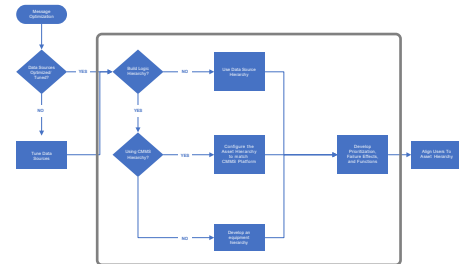 Message
Optimization
Data Sources
Optimized
Tuned?
YES
Build Logic
Hierarchy?
NO
Use Data Source
Hierarchy
NO
YES
Tune Data
Sources
Using CMMS
Hierarchy?
YES
Configure the
Asset Hierarchy
to match
CMMS Platform
Develop
Prioritization,
Failure Effects,
and Functions
Align Users To
Asset Hierarchy
NO
Develop an
equipment
hierarchy